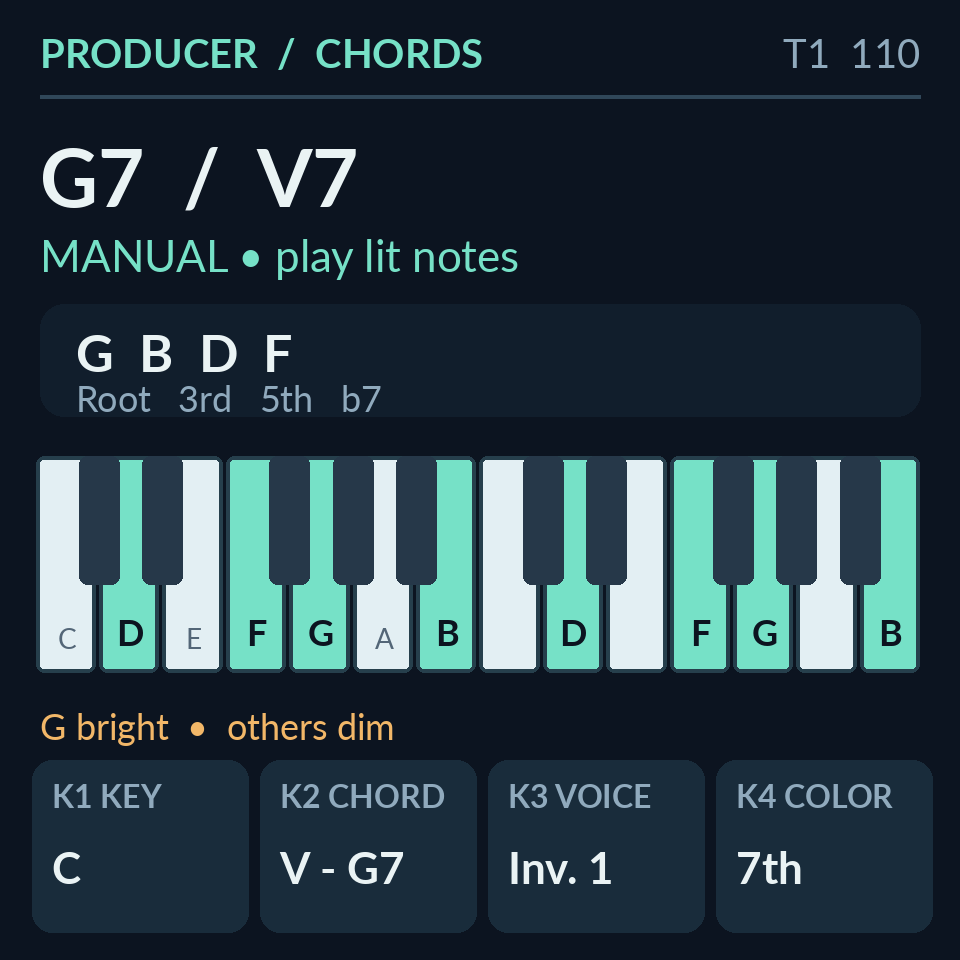 PRODUCER / CHORDS T1 110
G7 / V7
MANUAL • play lit notes
G B D F
Root 3rd 5th b7
C D E F G A B D F G B
G bright • others dim
K1 KEY K2 CHORD K3 VOICE K4 COLOR
C V - G7 Inv. 1 7th